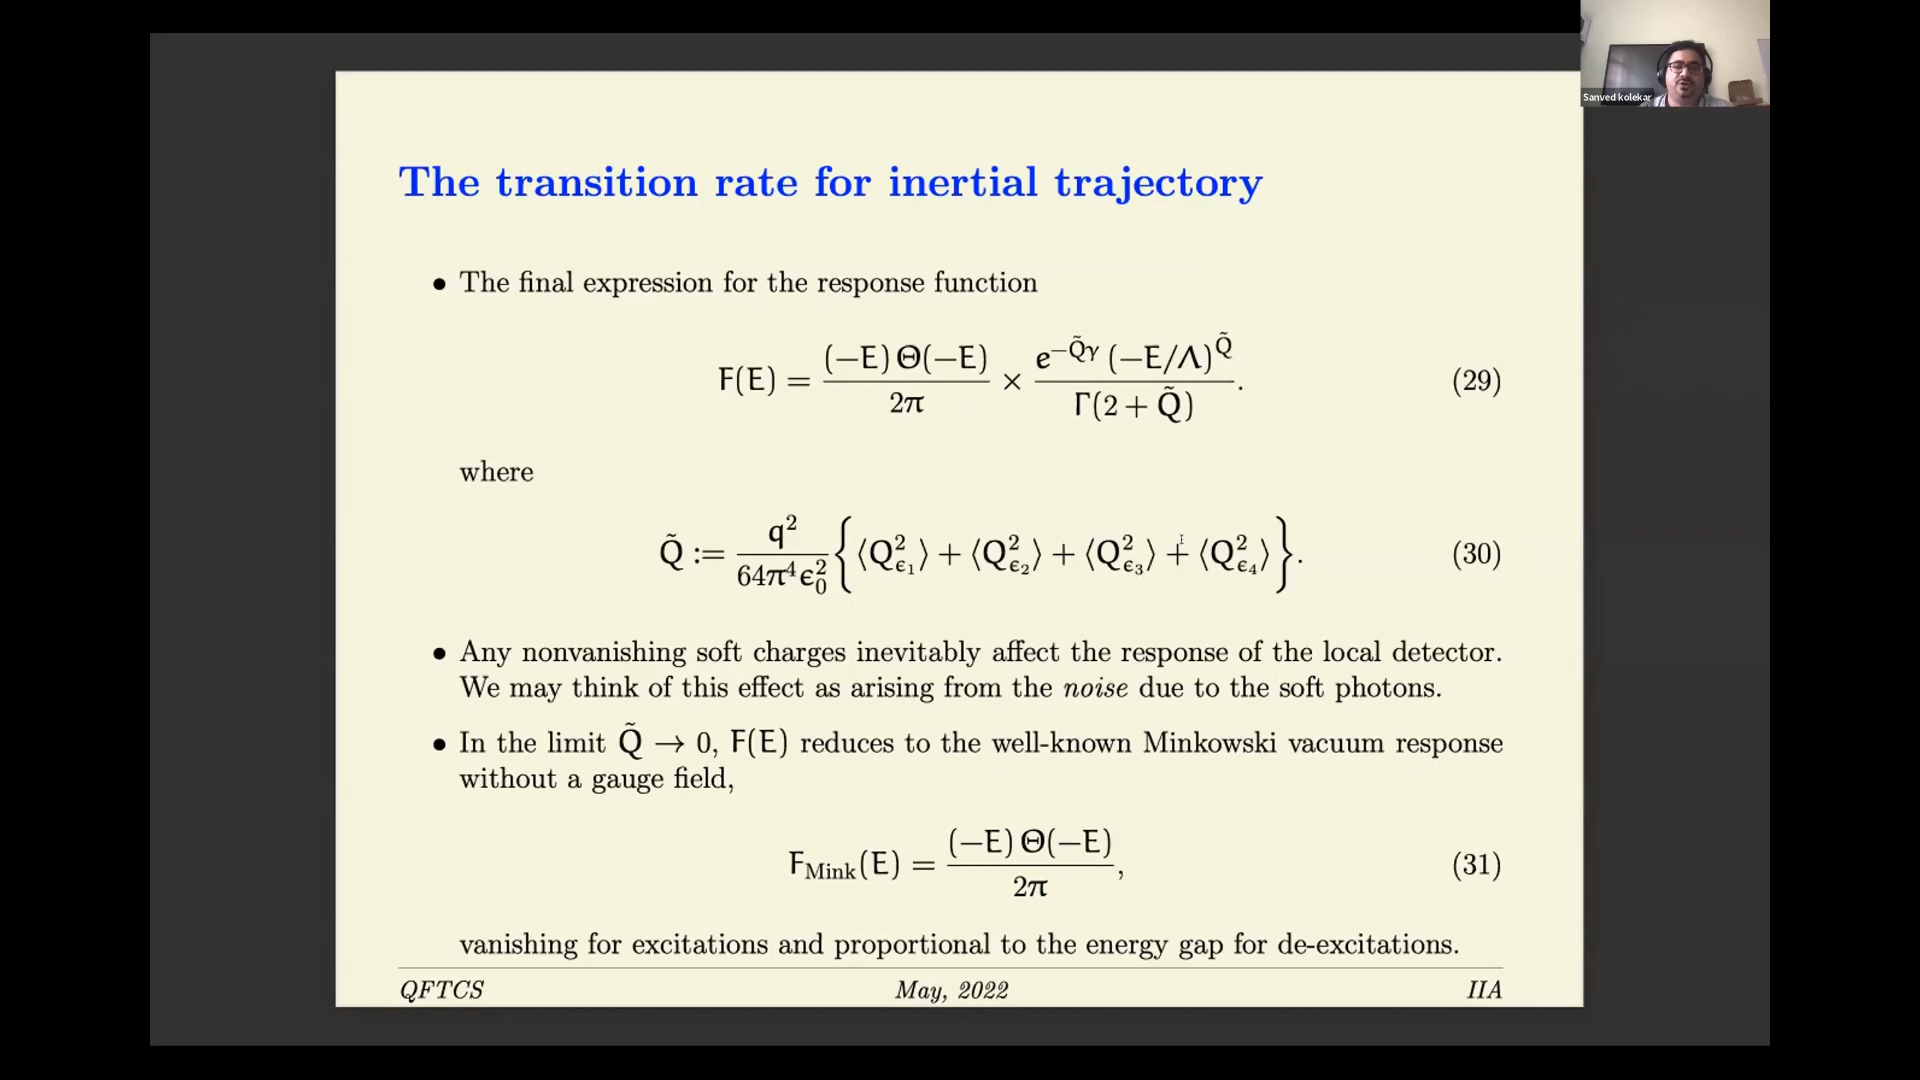 Sanved kolekar
The transition rate for inertial trajectory
• The final expression for the response function
F(E) = (−E) Θ(−E) / 2π × e^{−Q̃γ} (−E/Λ)^{Q̃} / Γ(2 + Q̃). (29)
where
Q̃ := q² / 64π⁴ϵ₀² { ⟨Q²_{ϵ₁}⟩ + ⟨Q²_{ϵ₂}⟩ + ⟨Q²_{ϵ₃}⟩ + ⟨Q²_{ϵ₄}⟩ }. (30)
• Any nonvanishing soft charges inevitably affect the response of the local detector.
We may think of this effect as arising from the noise due to the soft photons.
• In the limit Q̃ → 0, F(E) reduces to the well-known Minkowski vacuum response
without a gauge field,
F_Mink(E) = (−E) Θ(−E) / 2π, (31)
vanishing for excitations and proportional to the energy gap for de-excitations.
QFTCS May, 2022 IIA